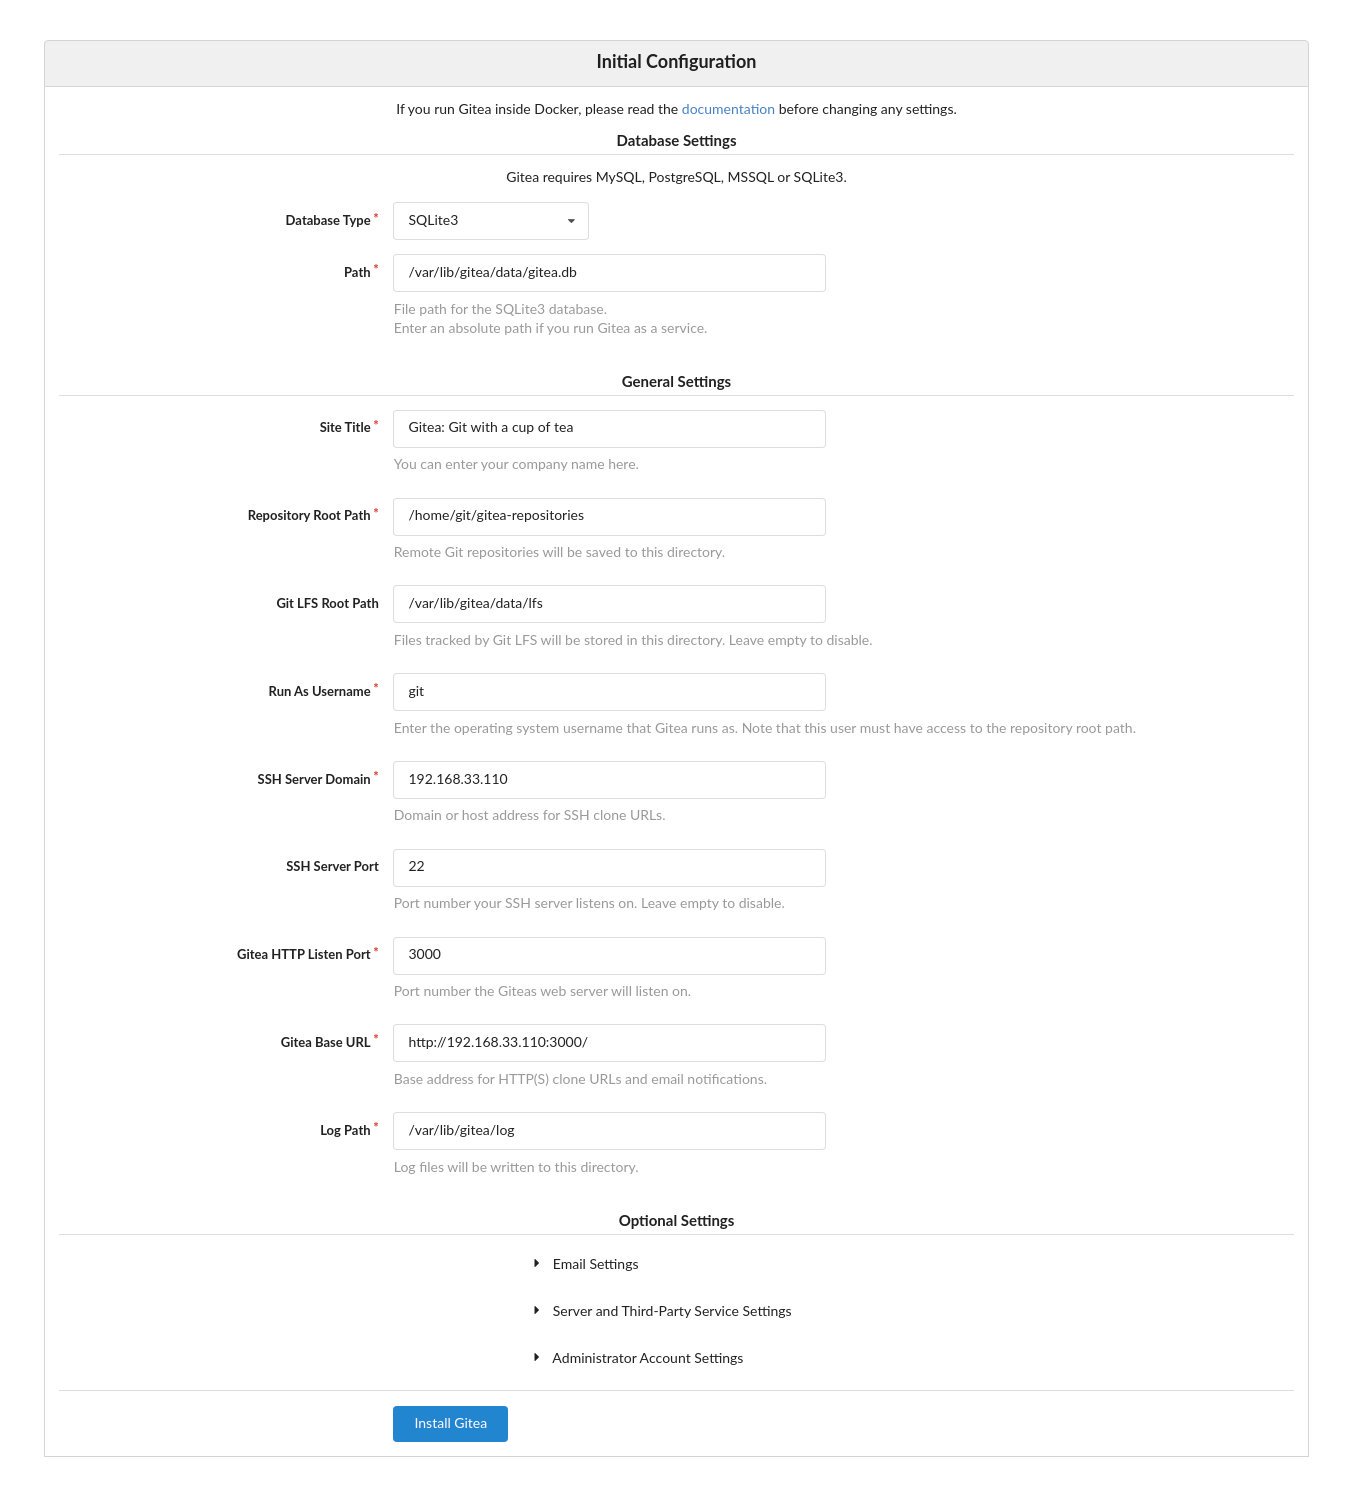 Initial Configuration
If you run Gitea inside Docker, please read the documentation before changing any settings.
Database Settings
Gitea requires MySQL, PostgreSQL, MSSQL or SQLite3.
Database Type* SQLite3
Path* /var/lib/gitea/data/gitea.db
File path for the SQLite3 database.
Enter an absolute path if you run Gitea as a service.
General Settings
Site Title* Gitea: Git with a cup of tea
You can enter your company name here.
Repository Root Path* /home/git/gitea-repositories
Remote Git repositories will be saved to this directory.
Git LFS Root Path /var/lib/gitea/data/lfs
Files tracked by Git LFS will be stored in this directory. Leave empty to disable.
Run As Username* git
Enter the operating system username that Gitea runs as. Note that this user must have access to the repository root path.
SSH Server Domain* 192.168.33.110
Domain or host address for SSH clone URLs.
SSH Server Port 22
Port number your SSH server listens on. Leave empty to disable.
Gitea HTTP Listen Port* 3000
Port number the Giteas web server will listen on.
Gitea Base URL* http://192.168.33.110:3000/
Base address for HTTP(S) clone URLs and email notifications.
Log Path* /var/lib/gitea/log
Log files will be written to this directory.
Optional Settings
Email Settings
Server and Third-Party Service Settings
Administrator Account Settings
Install Gitea